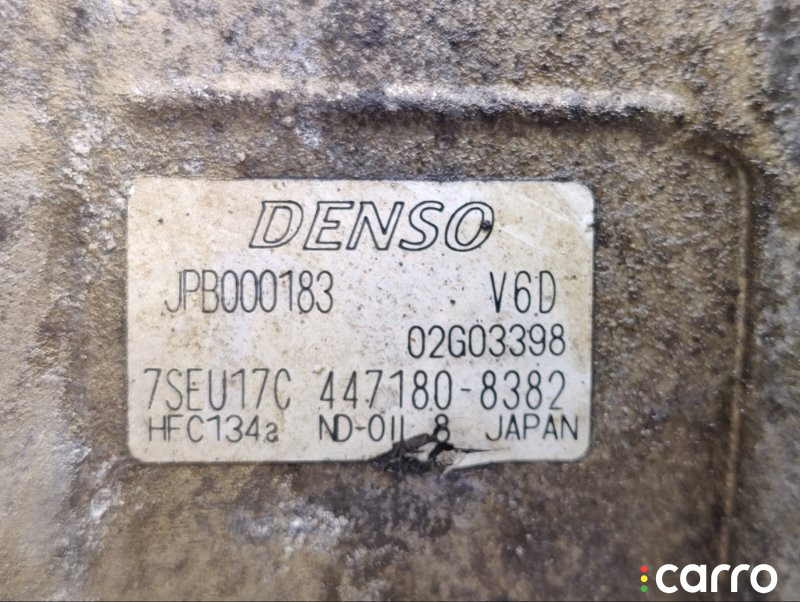 DENSO
JPB000183 V6D
02G03398
7SEU17C 447180-8382
HFC134a ND-OIL 8 JAPAN
carro